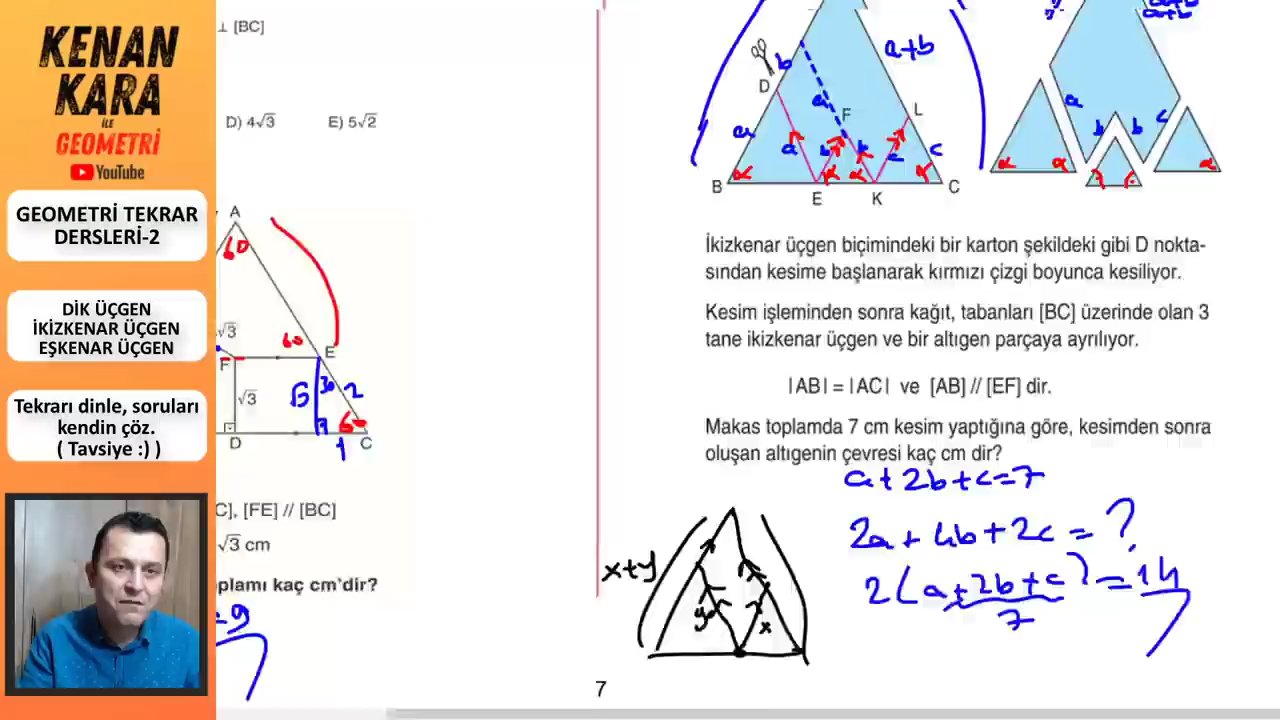 KENAN
KARA
İLE
GEOMETRİ
YouTube
GEOMETRİ TEKRAR
DERSLERİ-2
DİK ÜÇGEN
İKİZKENAR ÜÇGEN
EŞKENAR ÜÇGEN
Tekrarı dinle, soruları
kendin çöz.
( Tavsiye :) )
⊥ [BC]
D) 4√3 E) 5√2
A
60
√3
60
F
E
√3
√3
30
2
60
D
1
C
C], [FE] // [BC]
√3 cm
plamı kaç cm'dir?
9
b
D
a
a+b
a
F
L
a
b
b
c
c
α
α
α
α
B
E
K
C
a+b
a
b
b
c
α
α
α
İkizkenar üçgen biçimindeki bir karton şekildeki gibi D nokta-
sından kesime başlanarak kırmızı çizgi boyunca kesiliyor.
Kesim işleminden sonra kağıt, tabanları [BC] üzerinde olan 3
tane ikizkenar üçgen ve bir altıgen parçaya ayrılıyor.
|AB| = |AC| ve [AB] // [EF] dir.
Makas toplamda 7 cm kesim yaptığına göre, kesimden sonra
oluşan altıgenin çevresi kaç cm dir?
a+2b+c=7
2a+4b+2c=?
2(a+2b+c)=14
7
x+y
y
x
7